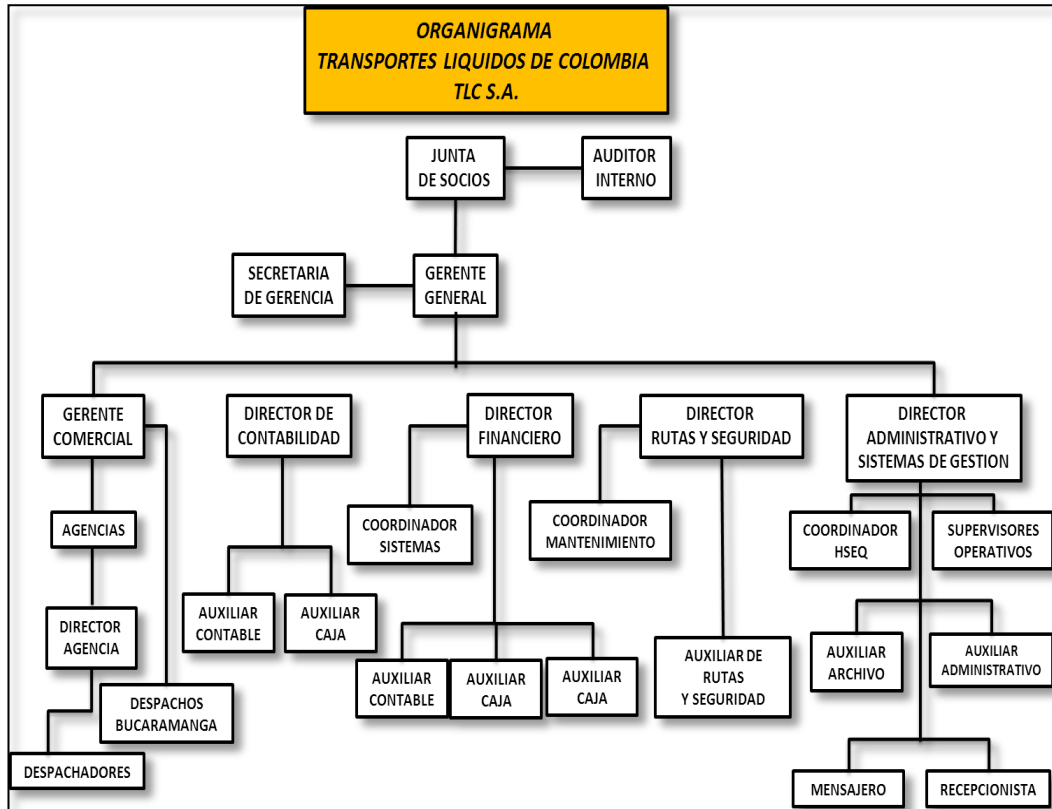 ORGANIGRAMA
TRANSPORTES LIQUIDOS DE COLOMBIA
TLC S.A.
JUNTA
DE SOCIOS
AUDITOR
INTERNO
SECRETARIA
DE GERENCIA
GERENTE
GENERAL
GERENTE
COMERCIAL
DIRECTOR DE
CONTABILIDAD
DIRECTOR
FINANCIERO
DIRECTOR
RUTAS Y SEGURIDAD
DIRECTOR
ADMINISTRATIVO Y
SISTEMAS DE GESTION
AGENCIAS
COORDINADOR
SISTEMAS
COORDINADOR
MANTENIMIENTO
COORDINADOR
HSEQ
SUPERVISORES
OPERATIVOS
DIRECTOR
AGENCIA
AUXILIAR
CONTABLE
AUXILIAR
CAJA
AUXILIAR
CONTABLE
AUXILIAR
CAJA
AUXILIAR
CAJA
AUXILIAR DE
RUTAS
Y SEGURIDAD
AUXILIAR
ARCHIVO
AUXILIAR
ADMINISTRATIVO
DESPACHOS
BUCARAMANGA
DESPACHADORES
MENSAJERO
RECEPCIONISTA